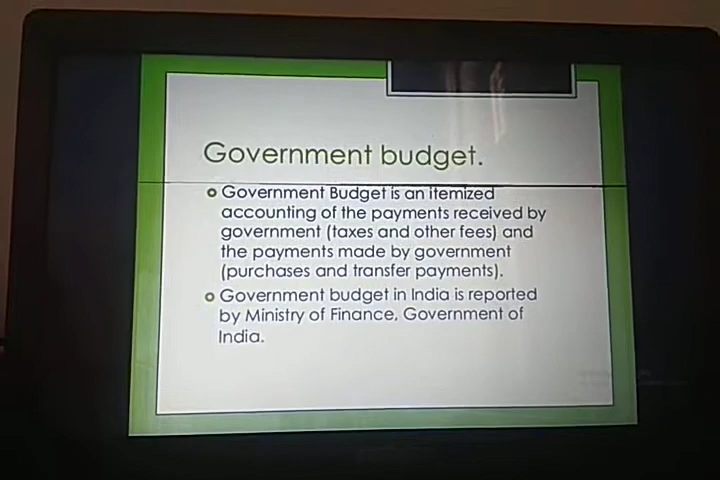 Government budget.
Government Budget is an itemized
accounting of the payments received by
government (taxes and other fees) and
the payments made by government
(purchases and transfer payments).
Government budget in India is reported
by Ministry of Finance, Government of
India.